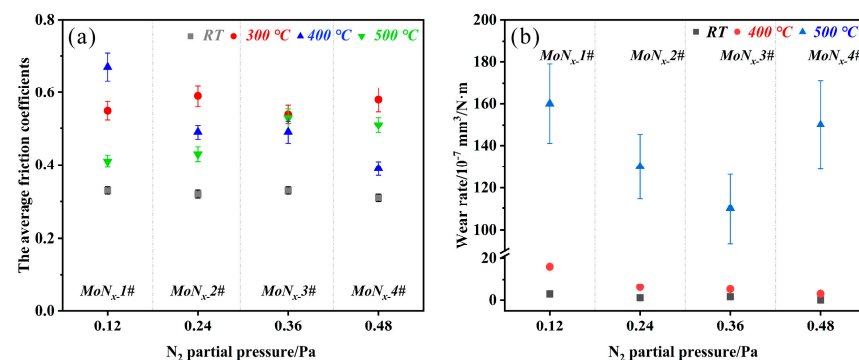 (a)
RT 300 °C 400 °C 500 °C
The average friction coefficients
0.8
0.6
0.4
0.2
0.0
MoNx-1# MoNx-2# MoNx-3# MoNx-4#
0.12 0.24 0.36 0.48
N2 partial pressure/Pa
(b)
RT 400 °C 500 °C
MoNx-1# MoNx-2# MoNx-3# MoNx-4#
Wear rate/10-7 mm3/N·m
200
180
160
140
120
100
20
0
0.12 0.24 0.36 0.48
N2 partial pressure/Pa